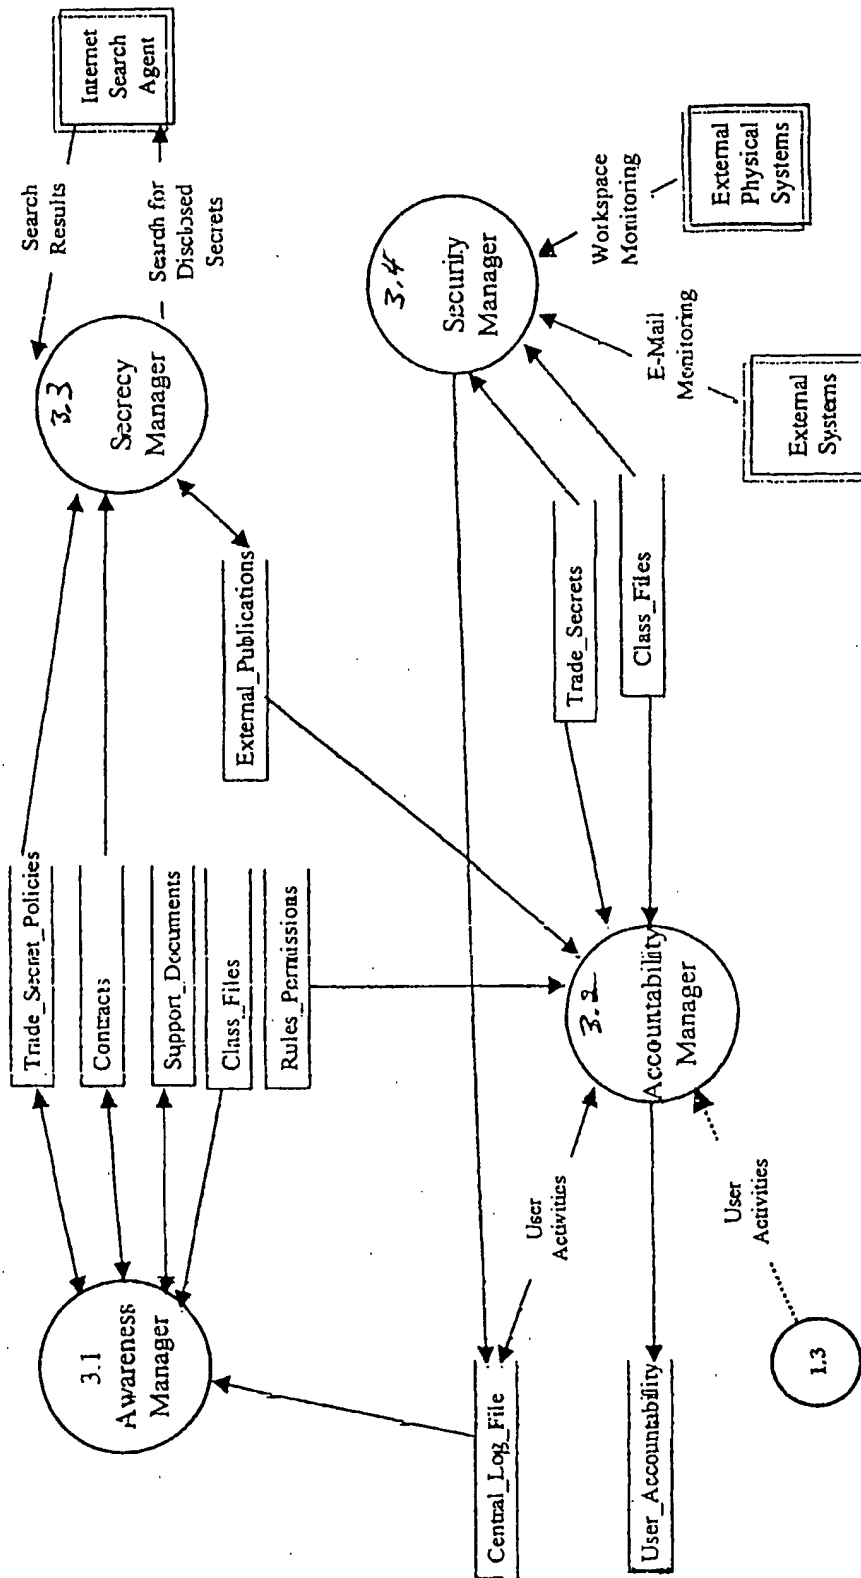 3.1
Awareness
Manager
Trade_Secret_Policies
Contracts
Support_Documents
Class_Files
Rules_Permissions
3.3
Secrecy
Manager
Search
Results
Search for
Disclosed
Secrets
Internet
Search
Agent
External_Publications
Central_Log_File
User
Activities
3.4
Security
Manager
Workspace
Monitoring
External
Physical
Systems
E-Mail
Monitoring
External
Systems
Trade_Secrets
Class_Files
3.2
Accountability
Manager
User_Accountability
User
Activities
1.3